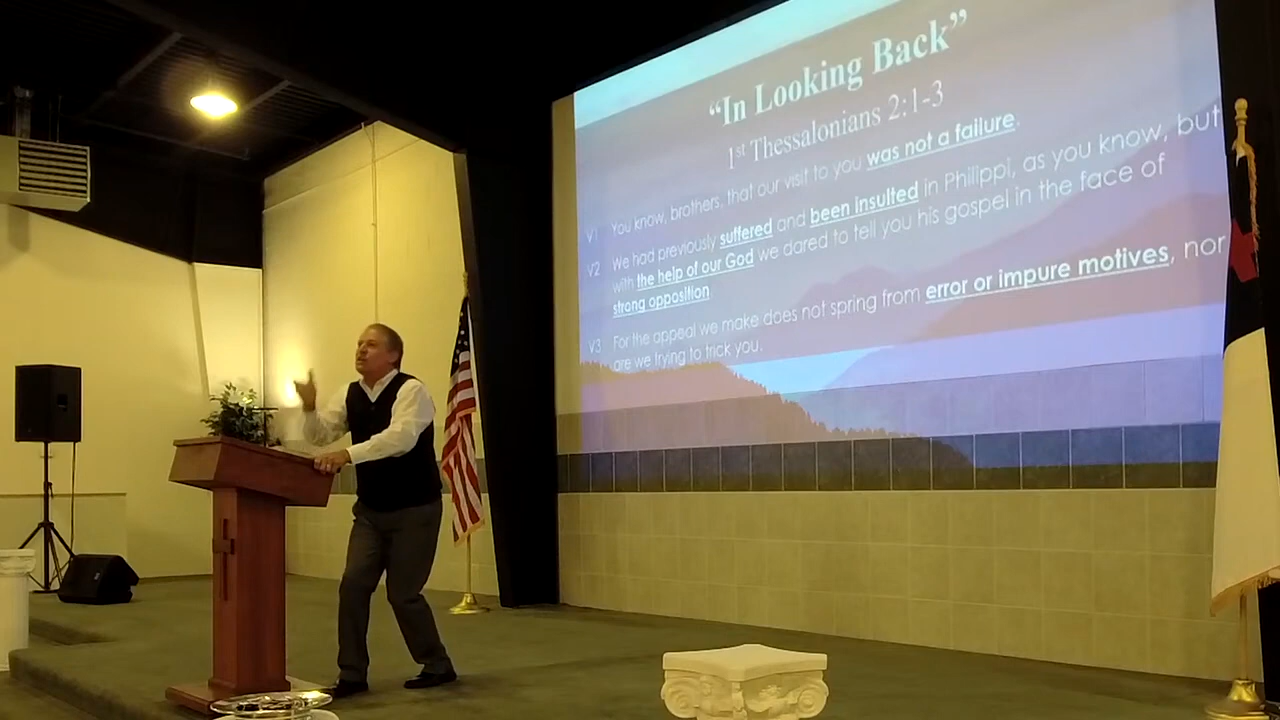 “In Looking Back”
1st Thessalonians 2:1-3
V1 You know, brothers, that our visit to you was not a failure.
V2 We had previously suffered and been insulted in Philippi, as you know, but
with the help of our God we dared to tell you his gospel in the face of
strong opposition
V3 For the appeal we make does not spring from error or impure motives, nor
are we trying to trick you.